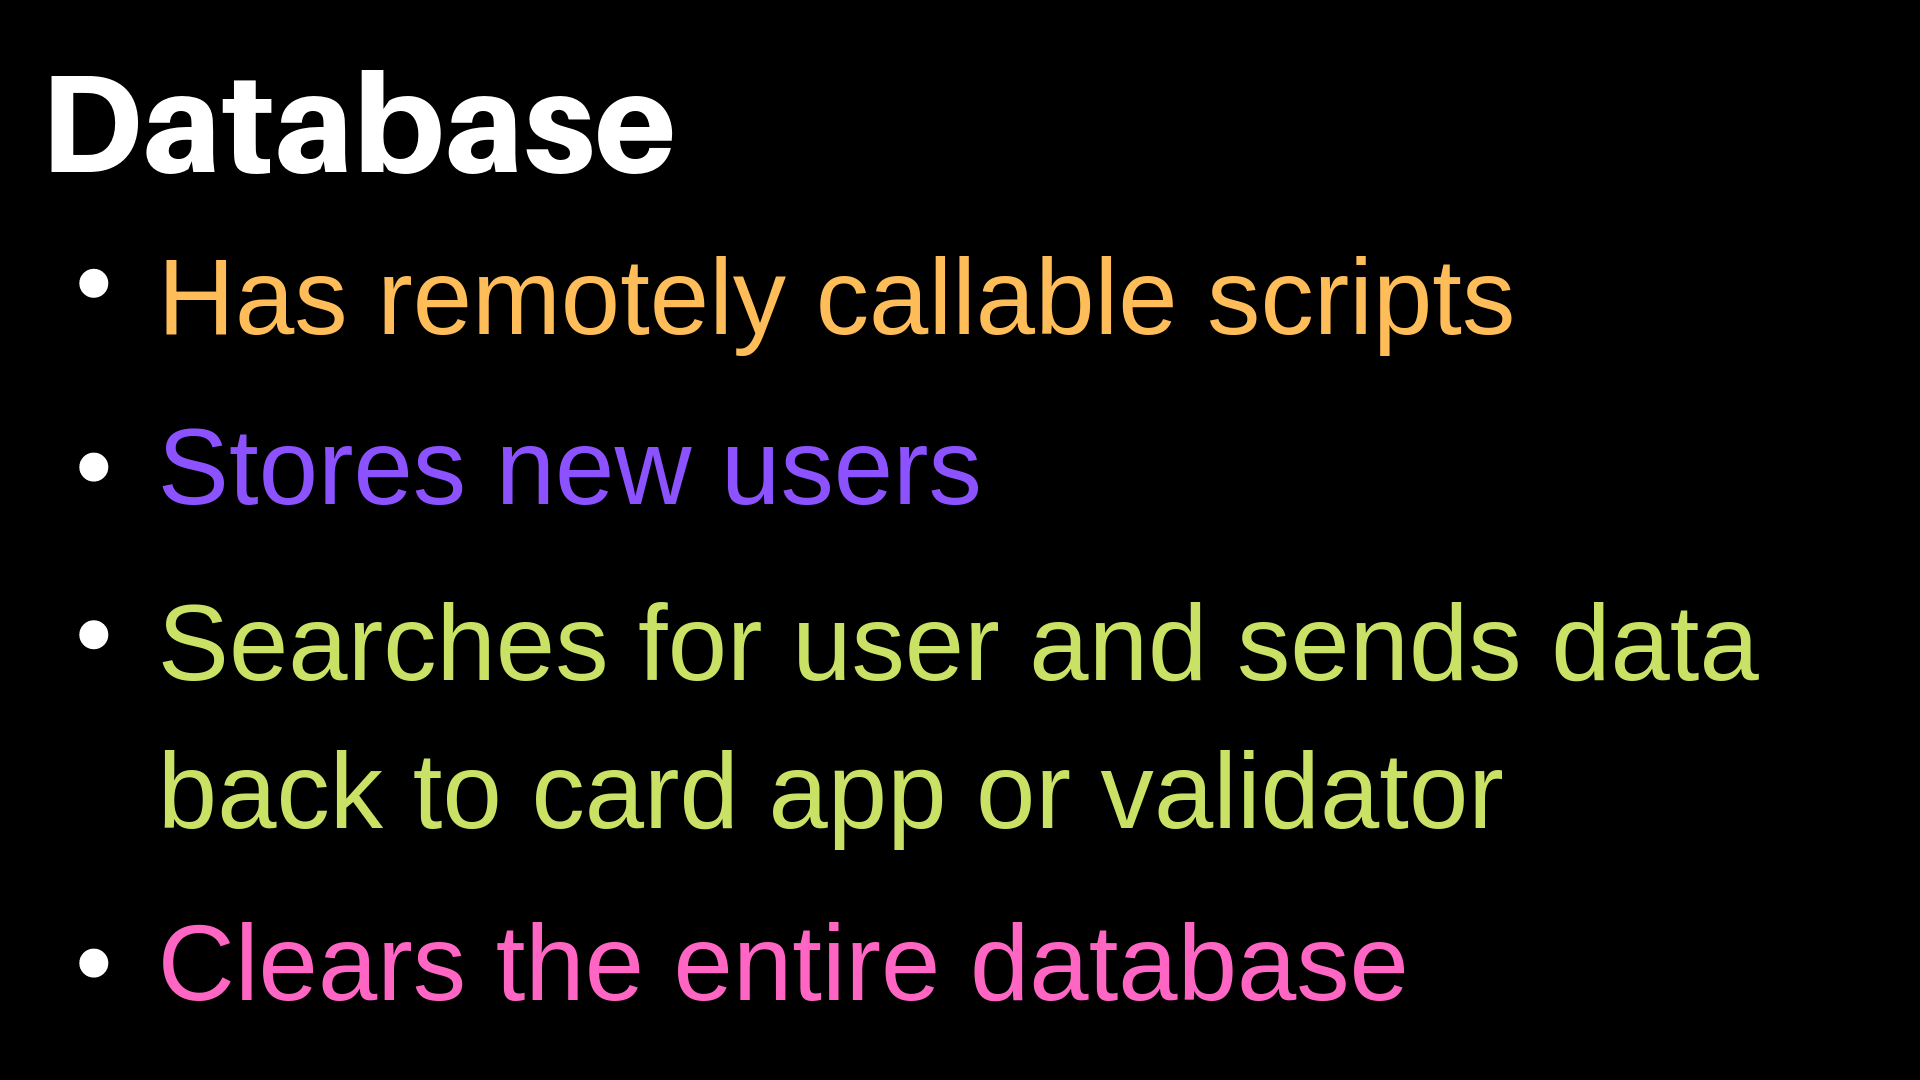 Database
• Has remotely callable scripts
• Stores new users
• Searches for user and sends data
back to card app or validator
• Clears the entire database